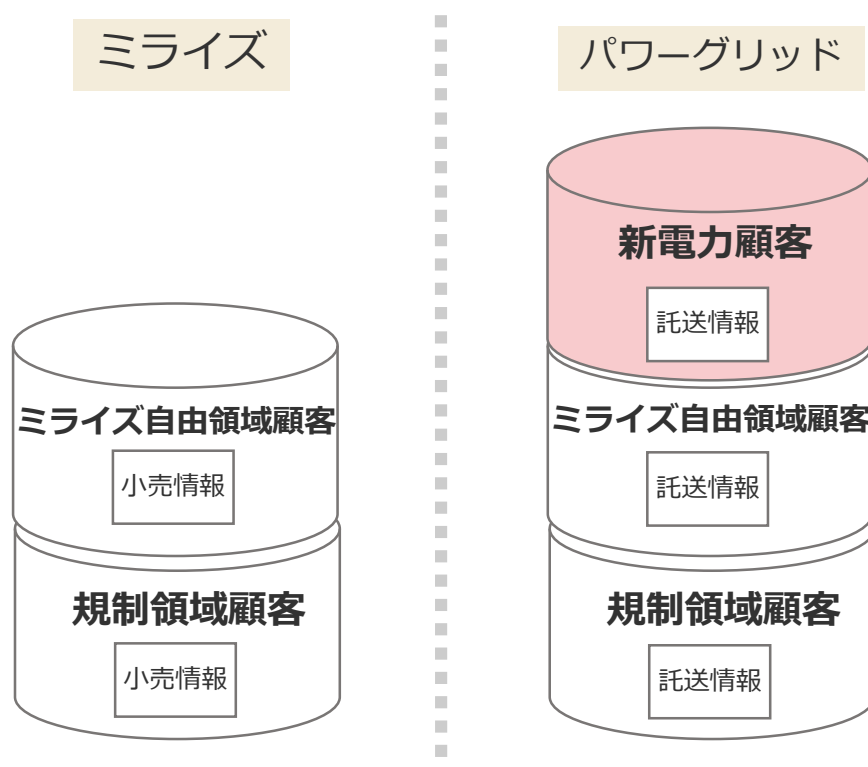 ミライズ
ミライズ自由領域顧客
小売情報
規制領域顧客
小売情報
パワーグリッド
新電力顧客
託送情報
ミライズ自由領域顧客
託送情報
規制領域顧客
託送情報